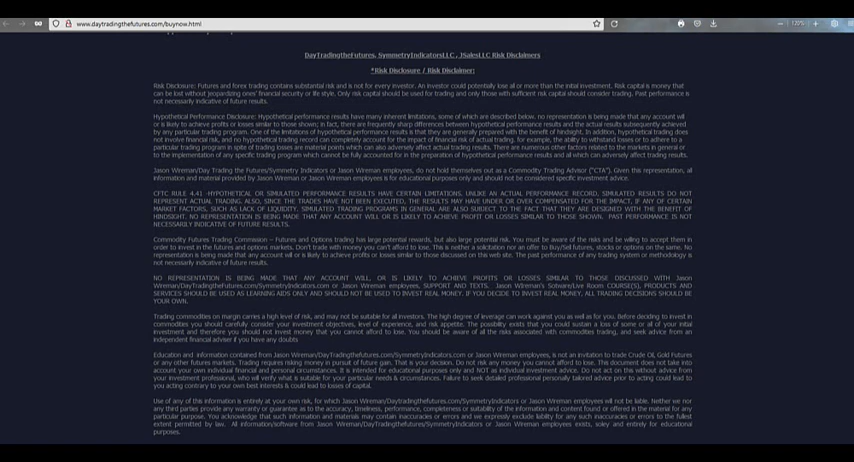 www.daytradingthefutures.com/buynow.html
120%
DayTradingtheFutures, SymmetryIndicatorsLLC, JSalesLLC Risk Disclaimers
*Risk Disclosure / Risk Disclaimer:
Risk Disclosure: Futures and forex trading contains substantial risk and is not for every investor. An investor could potentially lose all or more than the initial investment. Risk capital is money that
can be lost without jeopardizing ones' financial security or life style. Only risk capital should be used for trading and only those with sufficient risk capital should consider trading. Past performance is
not necessarily indicative of future results.
Hypothetical Performance Disclosure: Hypothetical performance results have many inherent limitations, some of which are described below. no representation is being made that any account will
or is likely to achieve profits or losses similar to those shown; in fact, there are frequently sharp differences between hypothetical performance results and the actual results subsequently achieved
by any particular trading program. One of the limitations of hypothetical performance results is that they are generally prepared with the benefit of hindsight. In addition, hypothetical trading does
not involve financial risk, and no hypothetical trading record can completely account for the impact of financial risk of actual trading. for example, the ability to withstand losses or to adhere to a
particular trading program in spite of trading losses are material points which can also adversely affect actual trading results. There are numerous other factors related to the markets in general or
to the implementation of any specific trading program which cannot be fully accounted for in the preparation of hypothetical performance results and all which can adversely affect trading results.
Jason Wireman/Day Trading the Futures/Symmetry Indicators or Jason Wireman employees, do not hold themselves out as a Commodity Trading Advisor ("CTA"). Given this representation, all
information and material provided by Jason Wireman or Jason Wireman employees is for educational purposes only and should not be considered specific investment advice.
CFTC RULE 4.41 -HYPOTHETICAL OR SIMULATED PERFORMANCE RESULTS HAVE CERTAIN LIMITATIONS. UNLIKE AN ACTUAL PERFORMANCE RECORD, SIMULATED RESULTS DO NOT
REPRESENT ACTUAL TRADING. ALSO, SINCE THE TRADES HAVE NOT BEEN EXECUTED, THE RESULTS MAY HAVE UNDER OR OVER COMPENSATED FOR THE IMPACT, IF ANY, OF CERTAIN
MARKET FACTORS, SUCH AS LACK OF LIQUIDITY. SIMULATED TRADING PROGRAMS IN GENERAL ARE ALSO SUBJECT TO THE FACT THAT THEY ARE DESIGNED WITH THE BENEFIT OF
HINDSIGHT. NO REPRESENTATION IS BEING MADE THAT ANY ACCOUNT WILL OR IS LIKELY TO ACHIEVE PROFIT OR LOSSES SIMILAR TO THOSE SHOWN. PAST PERFORMANCE IS NOT
NECESSARILY INDICATIVE OF FUTURE RESULTS.
Commodity Futures Trading Commission – Futures and Options trading has large potential rewards, but also large potential risk. You must be aware of the risks and be willing to accept them in
order to invest in the futures and options markets. Don't trade with money you can't afford to lose. This is neither a solicitation nor an offer to Buy/Sell futures, stocks or options on the same. No
representation is being made that any account will or is likely to achieve profits or losses similar to those discussed on this web site. The past performance of any trading system or methodology is
not necessarily indicative of future results.
NO REPRESENTATION IS BEING MADE THAT ANY ACCOUNT WILL, OR IS LIKELY TO ACHIEVE PROFITS OR LOSSES SIMILAR TO THOSE DISCUSSED WITH Jason
Wireman/DayTradingtheFutures/SymmetryIndicators.com or Jason Wireman employees, SUPPORT AND TEXTS. Jason Wireman's Sotware/Live Room COURSE(S), PRODUCTS AND
SERVICES SHOULD BE USED AS LEARNING AIDS ONLY AND SHOULD NOT BE USED TO INVEST REAL MONEY. IF YOU DECIDE TO INVEST REAL MONEY, ALL TRADING DECISIONS SHOULD BE
YOUR OWN.
Trading commodities on margin carries a high level of risk, and may not be suitable for all investors. The high degree of leverage can work against you as well as for you. Before deciding to invest in
commodities you should carefully consider your investment objectives, level of experience, and risk appetite. The possibility exists that you could sustain a loss of some or all of your initial
investment and therefore you should not invest money that you cannot afford to lose. You should be aware of all the risks associated with commodities trading, and seek advice from an
independent financial adviser if you have any doubts
Education and information contained from Jason Wireman/DayTradingtheFutures.com/SymmetryIndicators.com or Jason Wireman employees, is not an invitation to trade Crude Oil, Gold Futures
or any other futures markets. Trading requires risking money in pursuit of future gain. That is your decision. Do not risk any money you cannot afford to lose. This document does not take into
account your own individual financial and personal circumstances. It is intended for educational purposes only and NOT as individual investment advice. Do not act on this without advice from
your investment professional, who will verify what is suitable for your particular needs & circumstances. Failure to seek detailed professional personally tailored advice prior to acting could lead to
you acting contrary to your own best interests & could lead to losses of capital.
Use of any of this information is entirely at your own risk, for which Jason Wireman/Daytradingthefutures.com/SymmetryIndicators or Jason Wireman employees will not be liable. Neither we nor
any third parties provide any warranty or guarantee as to the accuracy, timeliness, performance, completeness or suitability of the information and content found or offered in the material for any
particular purpose. You acknowledge that such information and materials may contain inaccuracies or errors and we expressly exclude liability for any such inaccuracies or errors to the fullest
extent permitted by law. All information/software from Jason Wireman/DayTradingthefutures/Symmetryindicators or Jason Wireman employees exists, soley and entirely for educational
purposes.